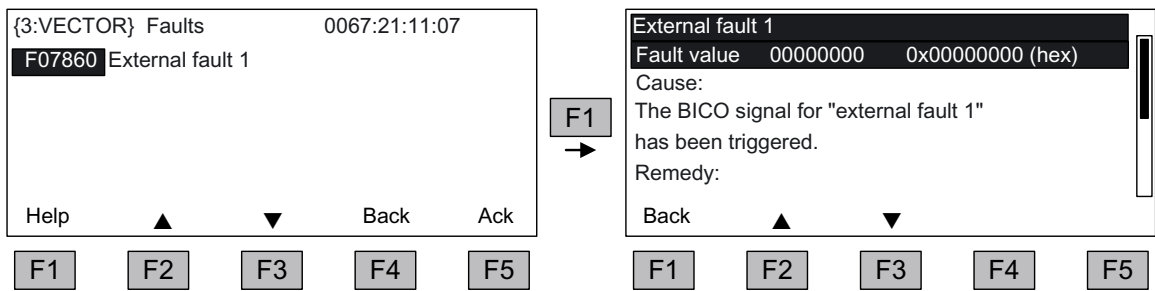 {3:VECTOR} Faults 0067:21:11:07
F07860 External fault 1
Help ▲ ▼ Back Ack
F1 F2 F3 F4 F5
F1
External fault 1
Fault value 00000000 0x00000000 (hex)
Cause:
The BICO signal for "external fault 1"
has been triggered.
Remedy:
Back ▲ ▼
F1 F2 F3 F4 F5